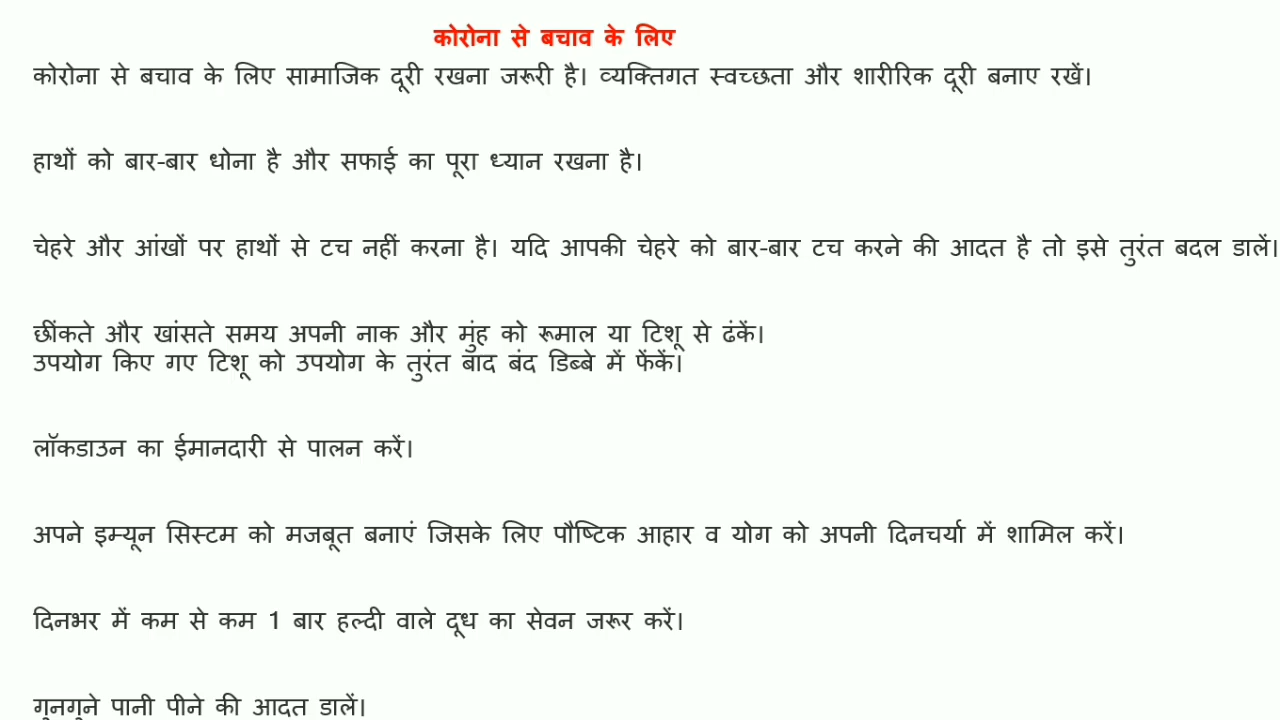 कोरोना से बचाव के लिए
कोरोना से बचाव के लिए सामाजिक दूरी रखना जरूरी है। व्यक्तिगत स्वच्छता और शारीरिक दूरी बनाए रखें।
हाथों को बार-बार धोना है और सफाई का पूरा ध्यान रखना है।
चेहरे और आंखों पर हाथों से टच नहीं करना है। यदि आपकी चेहरे को बार-बार टच करने की आदत है तो इसे तुरंत बदल डालें।
छींकते और खांसते समय अपनी नाक और मुंह को रूमाल या टिशू से ढंकें।
उपयोग किए गए टिशू को उपयोग के तुरंत बाद बंद डिब्बे में फेंकें।
लॉकडाउन का ईमानदारी से पालन करें।
अपने इम्यून सिस्टम को मजबूत बनाएं जिसके लिए पौष्टिक आहार व योग को अपनी दिनचर्या में शामिल करें।
दिनभर में कम से कम 1 बार हल्दी वाले दूध का सेवन जरूर करें।
गुनगुने पानी पीने की आदत डालें।